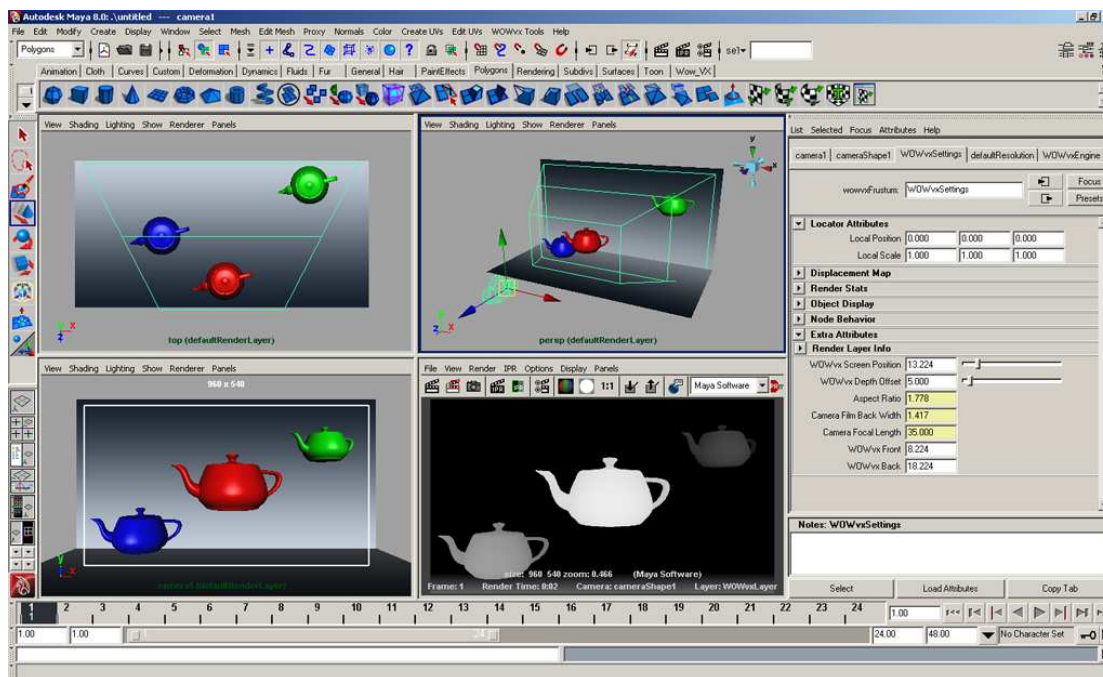 Autodesk Maya 8.0: .\untitled --- camera1
File Edit Modify Create Display Window Select Mesh Edit Mesh Proxy Normals Color Create UVs Edit UVs WOWvx Tools Help
Polygons sel
Animation Cloth Curves Custom Deformation Dynamics Fluids Fur General Hair PaintEffects Polygons Rendering Subdivs Surfaces Toon Wow_VX
View Shading Lighting Show Renderer Panels
top (defaultRenderLayer)
View Shading Lighting Show Renderer Panels
y
x
persp (defaultRenderLayer)
View Shading Lighting Show Renderer Panels
960 x 540
camera1 (defaultRenderLayer)
File View Render IPR Options Display Panels
1:1 Maya Software
size: 960 540 zoom: 0.466 (Maya Software)
Frame: 1 Render Time: 0:02 Camera: cameraShape1 Layer: WOWvxLayer
List Selected Focus Attributes Help
camera1 cameraShape1 WOWvxSettings defaultResolution WOWvxEngine
wowvxFrustum: WOWvxSettings
Focus
Presets
Locator Attributes
Local Position 0.000 0.000 0.000
Local Scale 1.000 1.000 1.000
Displacement Map
Render Stats
Object Display
Node Behavior
Extra Attributes
Render Layer Info
WOWvx Screen Position 13.224
WOWvx Depth Offset 5.000
Aspect Ratio 1.778
Camera Film Back Width 1.417
Camera Focal Length 35.000
WOWvx Front 8.224
WOWvx Back 18.224
Notes: WOWvxSettings
Select Load Attributes Copy Tab
1 2 3 4 5 6 7 8 9 10 11 12 13 14 15 16 17 18 19 20 21 22 23 24 1.00
1
1.00 1.00 1 24 24.00 48.00 No Character Set